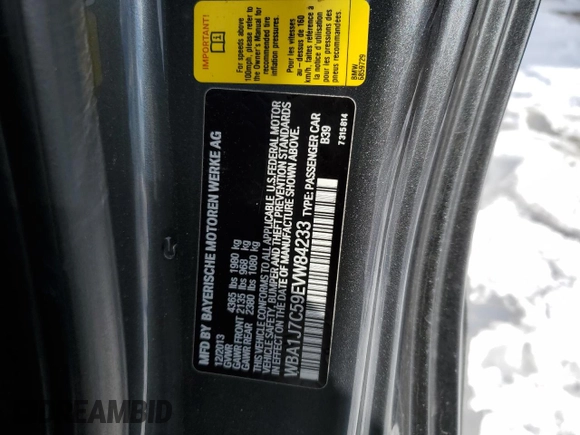 IMPORTANT!
For speeds above
100mph, please refer to
the Owner's Manual for
recommended tire
inflation pressures.
Pour les vitesses
au - dessus de 160
km/h, faites référence à
la notice d'utilisation
pour les pressions des
pneus recommandées.
BMW
6859729
MFD BY BAYERISCHE MOTOREN WERKE AG
12/2013
GVWR 4365 lbs 1980 kg
GAWR FRONT 2135 lbs 968 kg
GAWR REAR 2380 lbs 1080 kg
VEHICLE CONFORMS TO ALL APPLICABLE U.S.FEDERAL MOTOR
VEHICLE SAFETY, BUMPER AND THEFT PREVENTION STANDARDS
IN EFFECT ON THE DATE OF MANUFACTURE SHOWN ABOVE.
WBA1J7C59EVW84233 TYPE: PASSENGER CAR
B39
7 315 814
DREAMBID